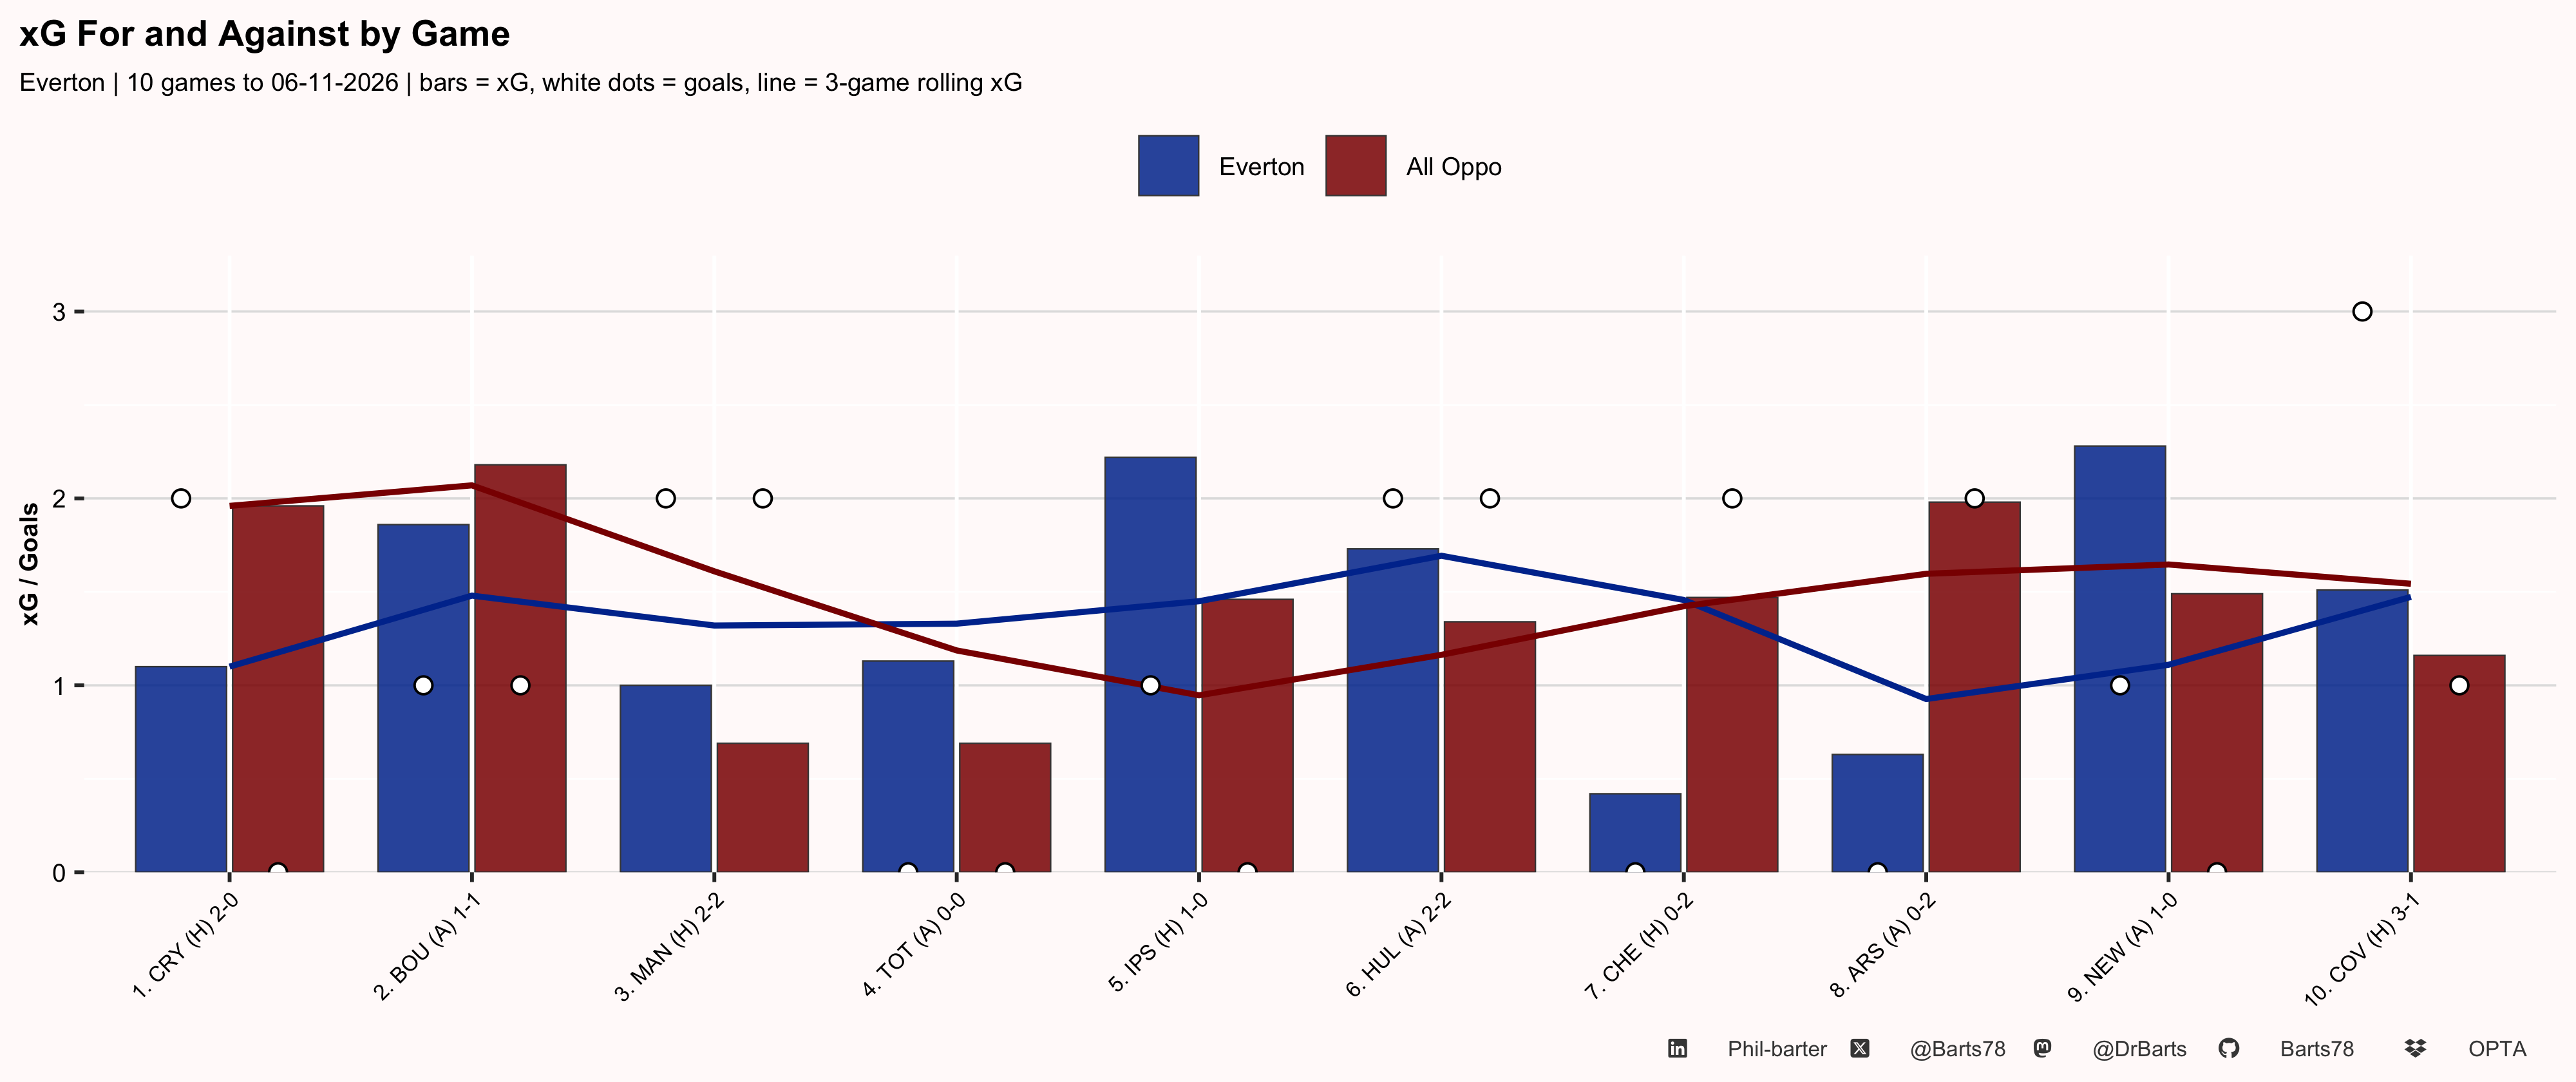 xG For and Against by Game
Everton | 10 games to 06-11-2026 | bars = xG, white dots = goals, line = 3-game rolling xG
Everton
All Oppo
xG / Goals
3
2
1
0
1. CRY (H) 2-0
2. BOU (A) 1-1
3. MAN (H) 2-2
4. TOT (A) 0-0
5. IPS (H) 1-0
6. HUL (A) 2-2
7. CHE (H) 0-2
8. ARS (A) 0-2
9. NEW (A) 1-0
10. COV (H) 3-1
Phil-barter @Barts78 @DrBarts Barts78 OPTA